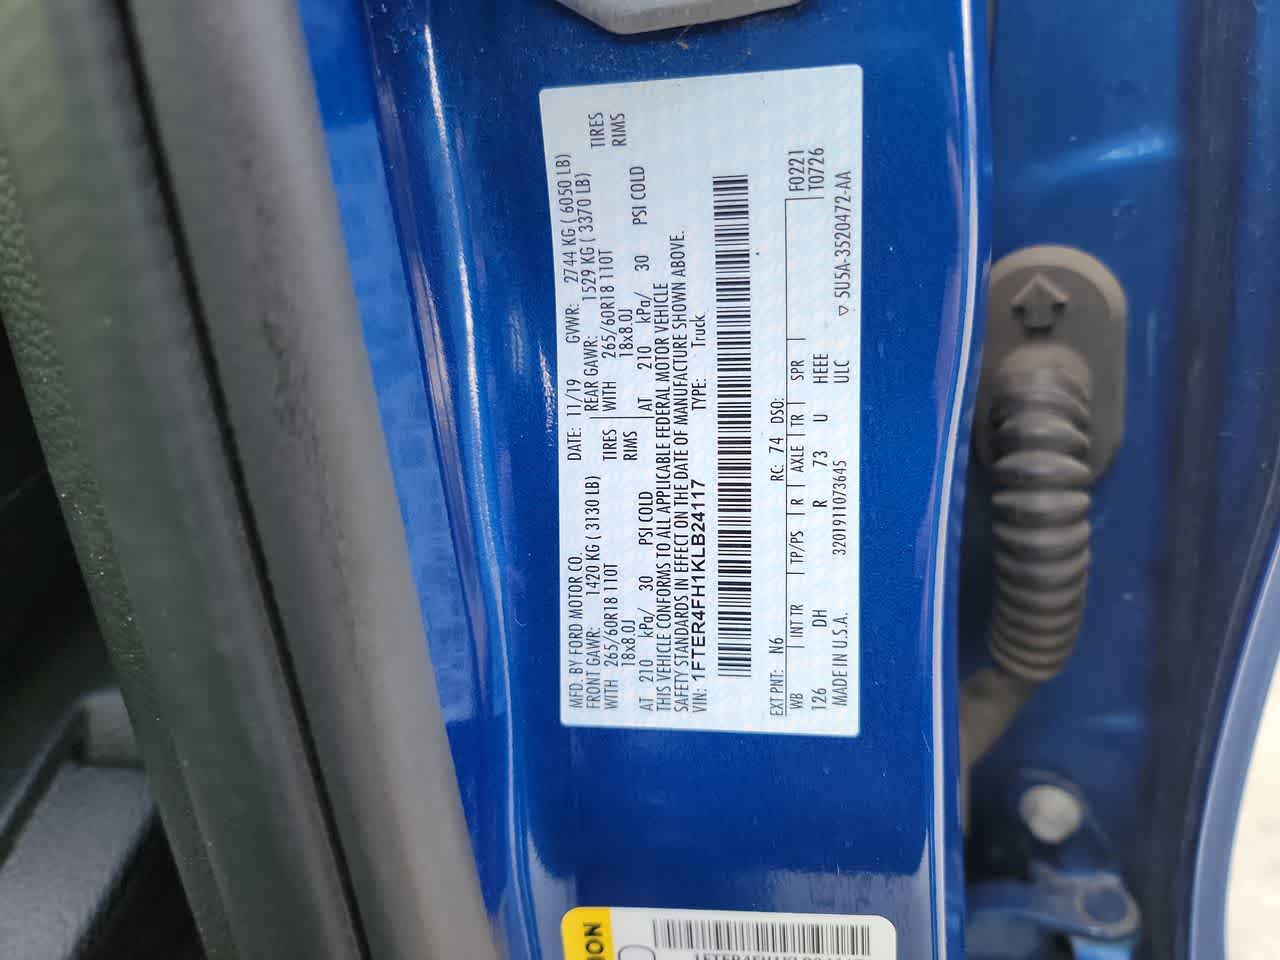 MFD. BY FORD MOTOR CO. DATE: 11/19 GVWR: 2744 KG ( 6050 LB)
FRONT GAWR: 1420 KG ( 3130 LB) REAR GAWR: 1529 KG ( 3370 LB)
WITH 265/60R18 110T TIRES WITH 265/60R18 110T TIRES
18x8.0J RIMS 18x8.0J RIMS
AT 210 kPa/ 30 PSI COLD AT 210 kPa/ 30 PSI COLD
THIS VEHICLE CONFORMS TO ALL APPLICABLE FEDERAL MOTOR VEHICLE
SAFETY STANDARDS IN EFFECT ON THE DATE OF MANUFACTURE SHOWN ABOVE.
VIN: 1FTER4FH1KLB24117 TYPE: Truck
EXT PNT: N6 RC: 74 DSO:
WB INT TR TP/PS R AXLE TR SPR F0221
126 DH R 73 U HEEE T0726
MADE IN U.S.A. 3201911073645 ULC ▽ 5U5A-3520472-AA